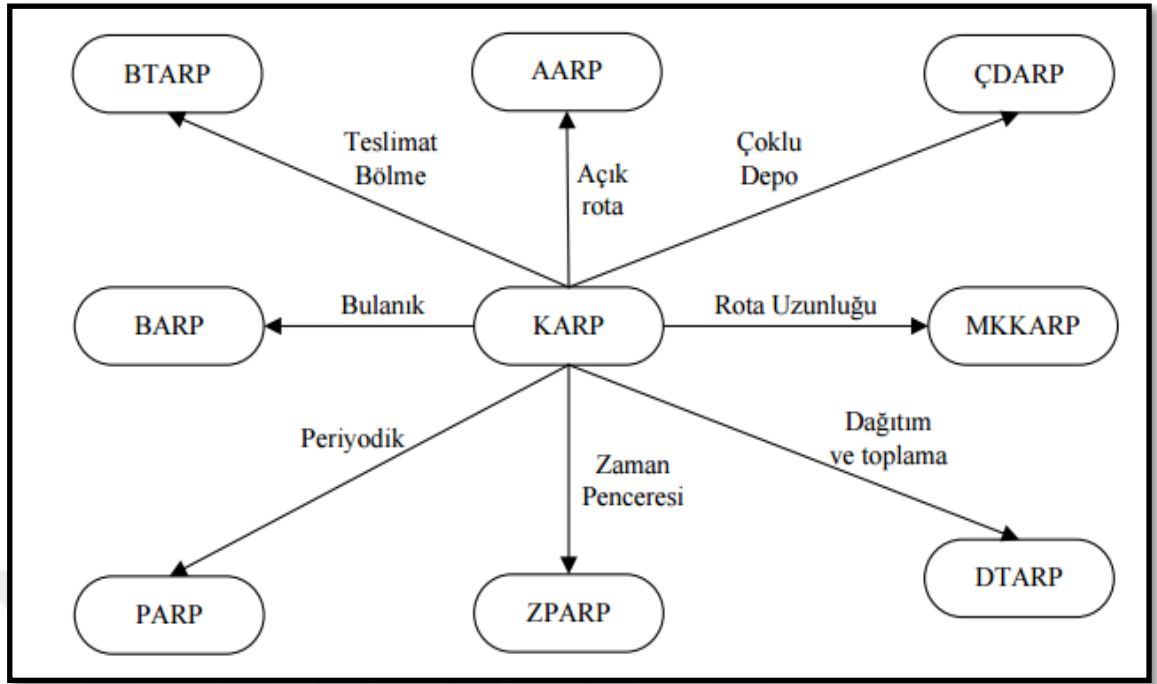 BTARP
AARP
ÇDARP
Teslimat
Bölme
Açık
rota
Çoklu
Depo
BARP
Bulanık
KARP
Rota Uzunluğu
MKKARP
Periyodik
Zaman
Penceresi
Dağıtım
ve toplama
PARP
ZPARP
DTARP